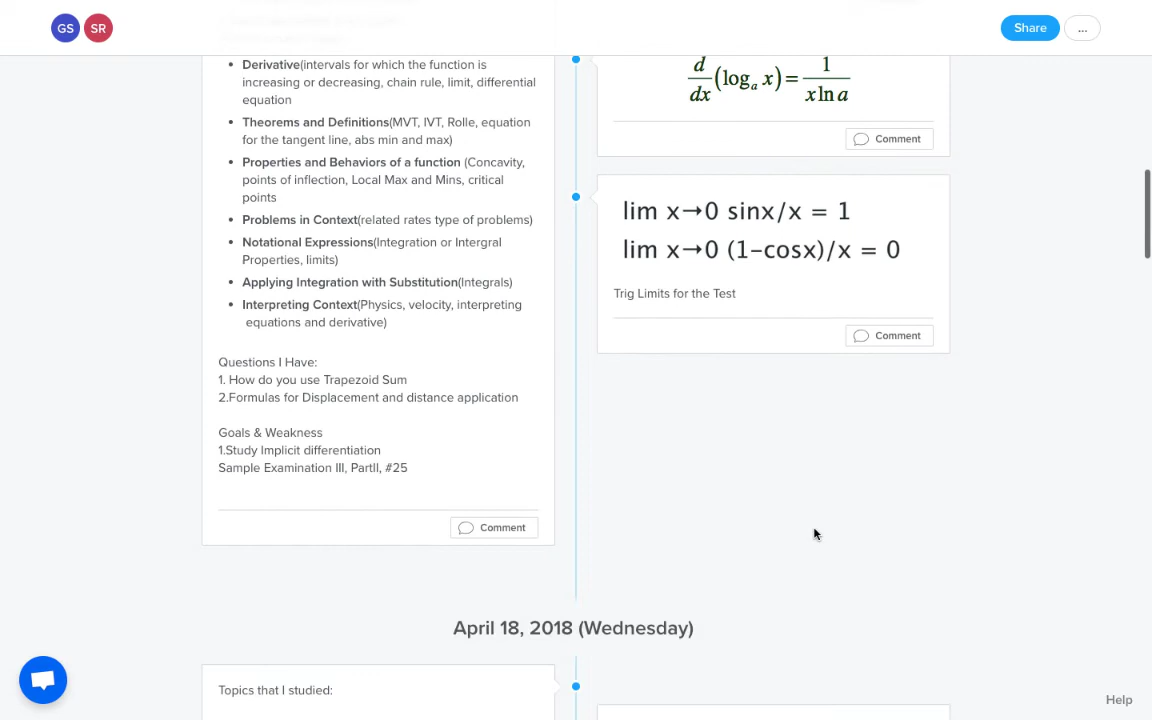 GS SR
Share
...
Derivative(intervals for which the function is
increasing or decreasing, chain rule, limit, differential
equation
Theorems and Definitions(MVT, IVT, Rolle, equation
for the tangent line, abs min and max)
Properties and Behaviors of a function (Concavity,
points of inflection, Local Max and Mins, critical
points
Problems in Context(related rates type of problems)
Notational Expressions(Integration or Intergral
Properties, limits)
Applying Integration with Substitution(Integrals)
Interpreting Context(Physics, velocity, interpreting
equations and derivative)
Questions I Have:
1. How do you use Trapezoid Sum
2.Formulas for Displacement and distance application
Goals & Weakness
1.Study Implicit differentiation
Sample Examination III, PartII, #25
Comment
d/dx (logₐ x) = 1/(x ln a)
Comment
lim x→0 sinx/x = 1
lim x→0 (1-cosx)/x = 0
Trig Limits for the Test
Comment
April 18, 2018 (Wednesday)
Topics that I studied:
Help